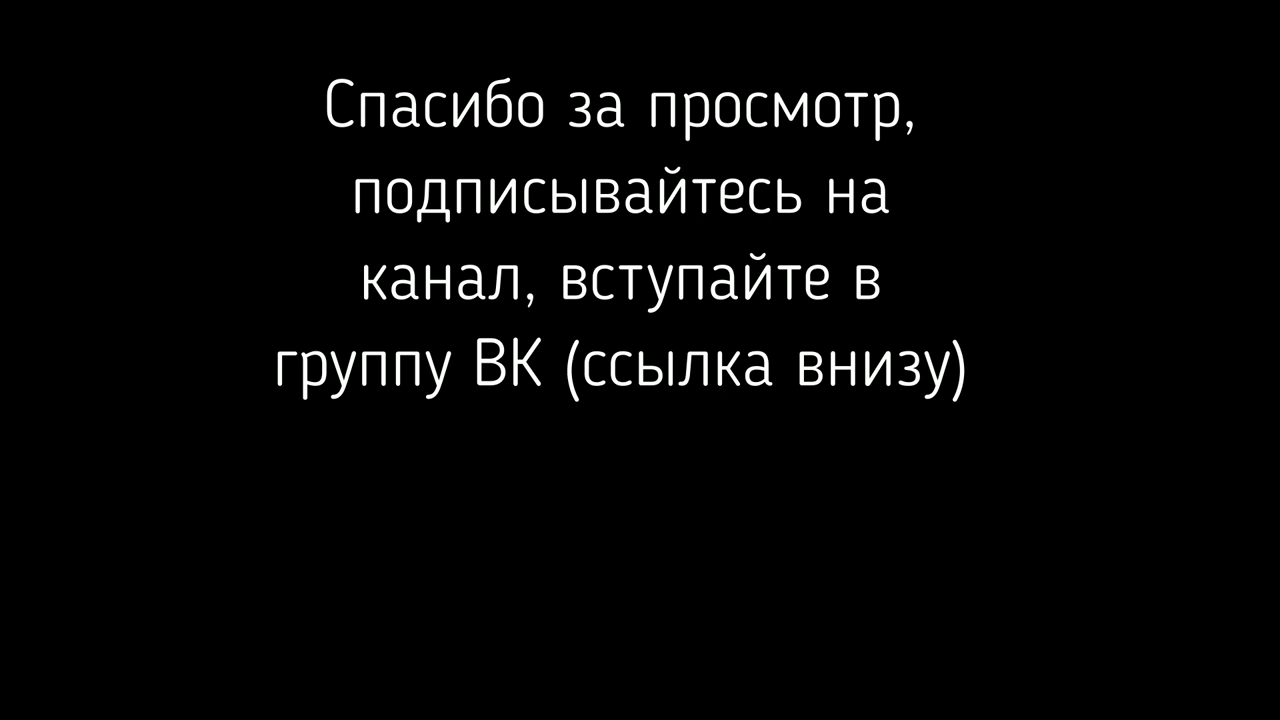 Спасибо за просмотр,
подписывайтесь на
канал, вступайте в
группу ВК (ссылка внизу)